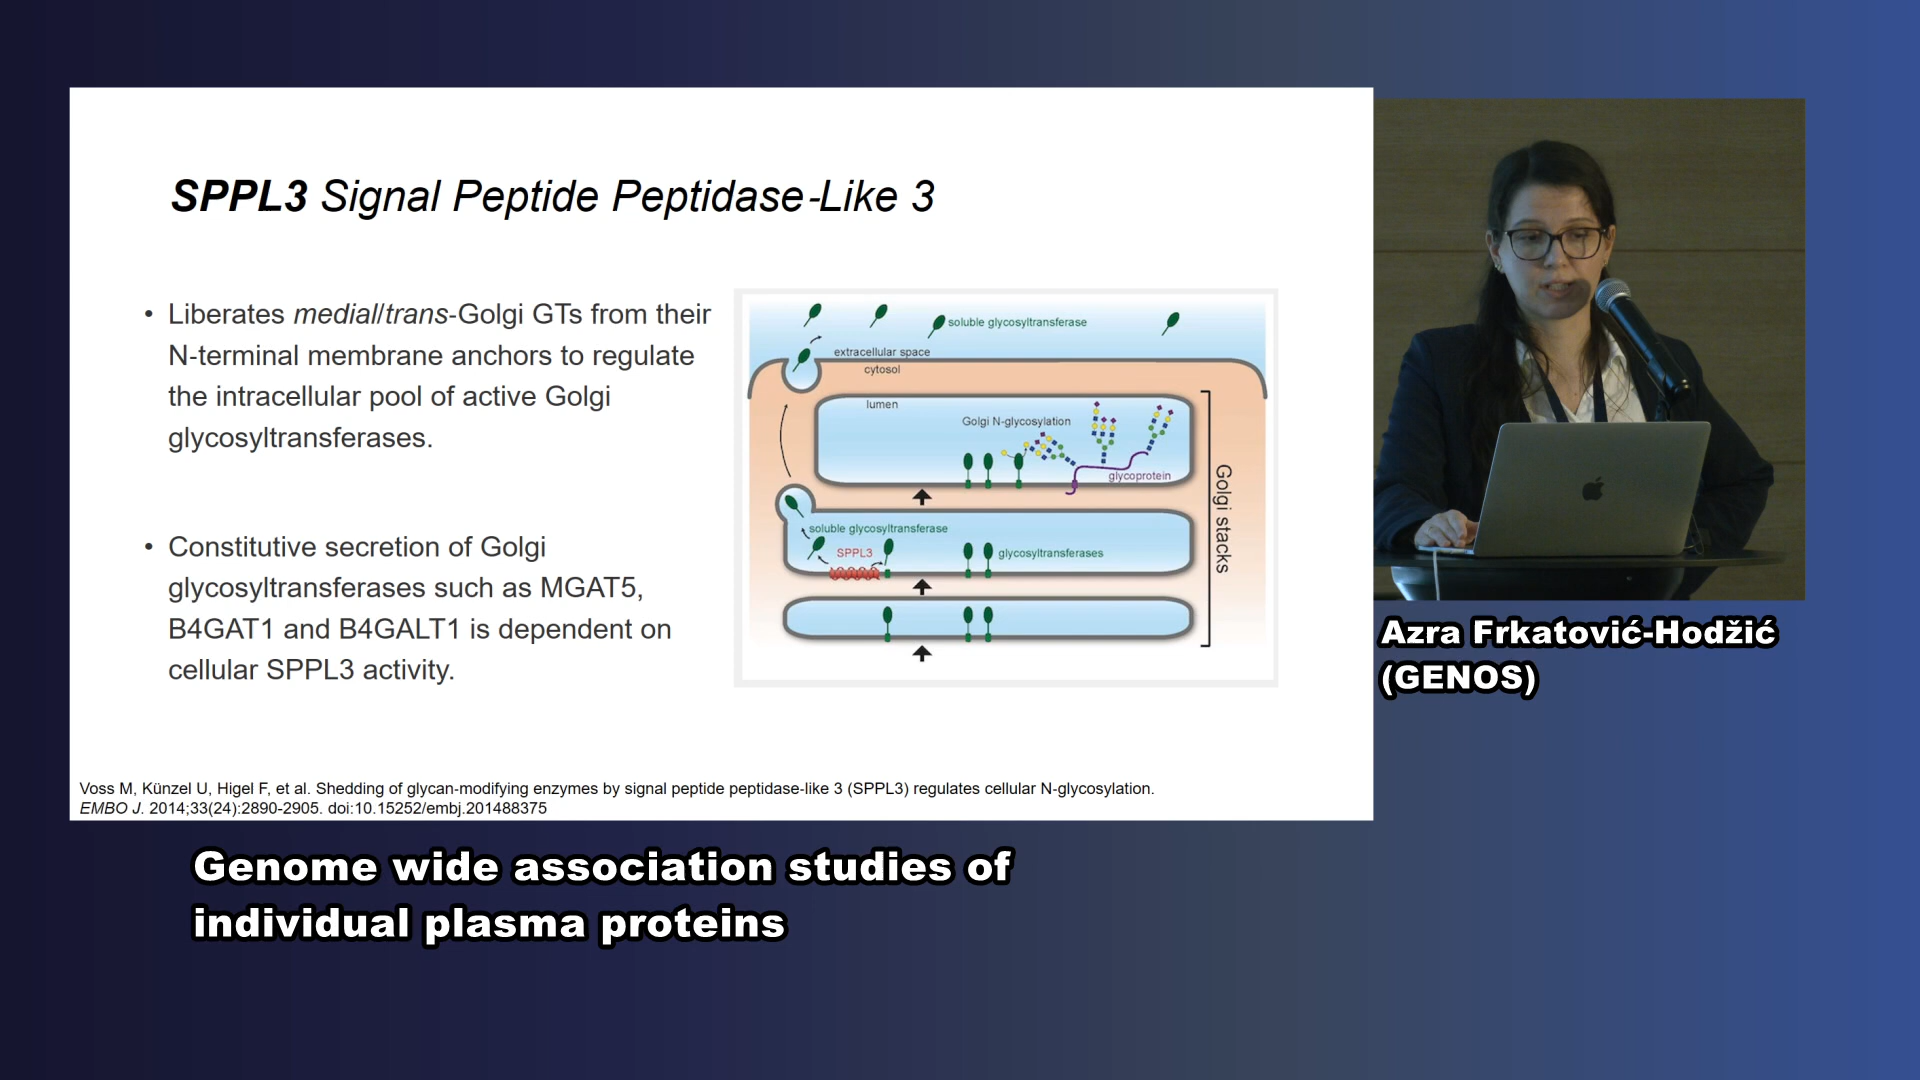 SPPL3 Signal Peptide Peptidase-Like 3
• Liberates medial/trans-Golgi GTs from their
N-terminal membrane anchors to regulate
the intracellular pool of active Golgi
glycosyltransferases.
• Constitutive secretion of Golgi
glycosyltransferases such as MGAT5,
B4GAT1 and B4GALT1 is dependent on
cellular SPPL3 activity.
soluble glycosyltransferase
extracellular space
cytosol
lumen
Golgi N-glycosylation
glycoprotein
soluble glycosyltransferase
SPPL3
glycosyltransferases
Golgi stacks
Voss M, Künzel U, Higel F, et al. Shedding of glycan-modifying enzymes by signal peptide peptidase-like 3 (SPPL3) regulates cellular N-glycosylation.
EMBO J. 2014;33(24):2890-2905. doi:10.15252/embj.201488375
Azra Frkatović-Hodžić
(GENOS)
Genome wide association studies of
individual plasma proteins